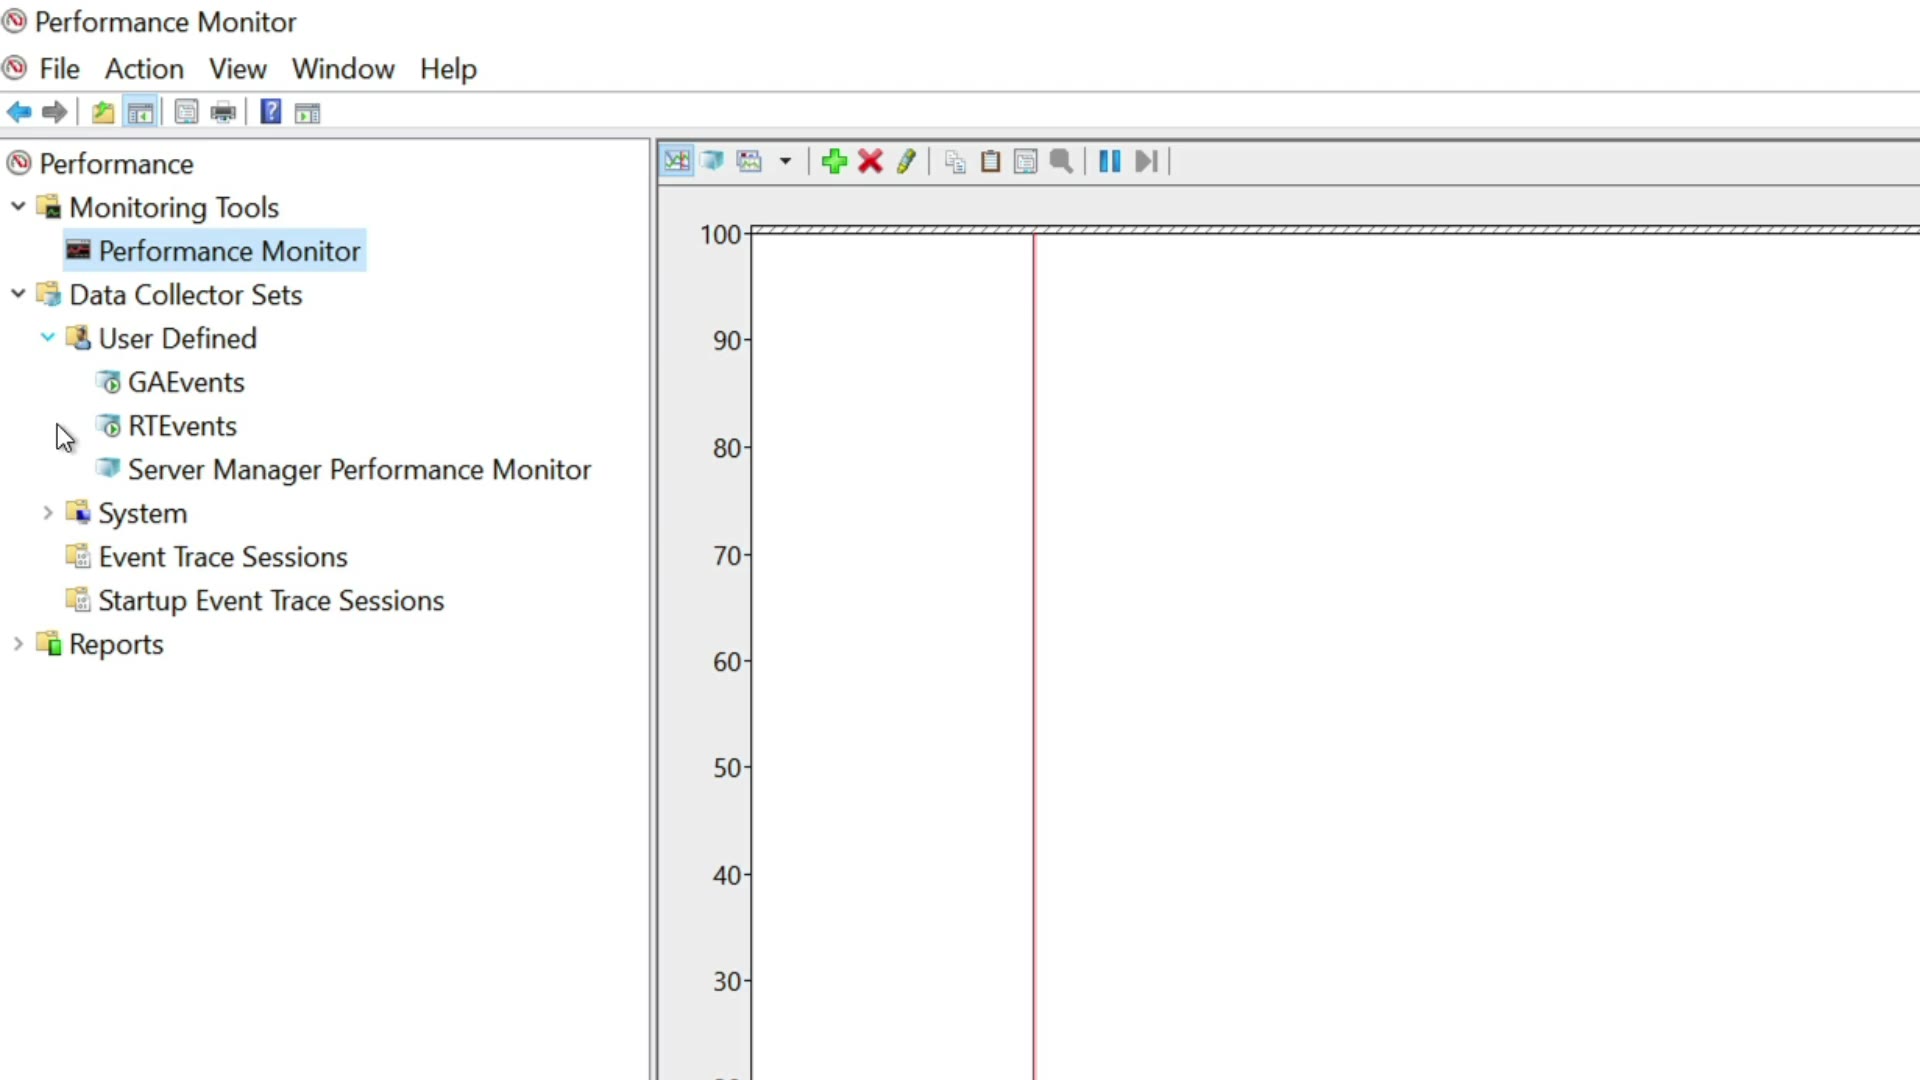 Performance Monitor
File Action View Window Help
Performance
Monitoring Tools
Performance Monitor
Data Collector Sets
User Defined
GAEvents
RTEvents
Server Manager Performance Monitor
System
Event Trace Sessions
Startup Event Trace Sessions
Reports
100
90
80
70
60
50
40
30